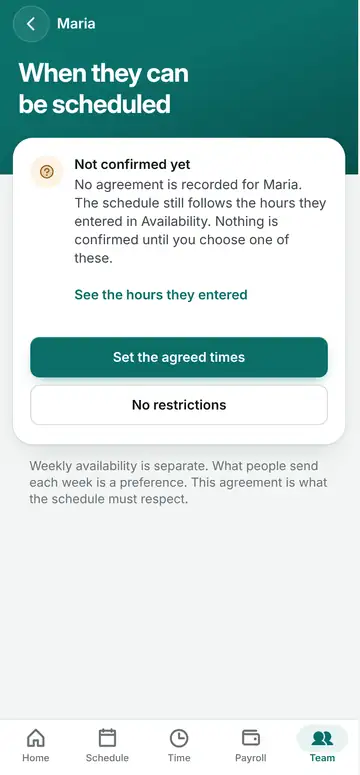 Maria
When they can
be scheduled
Not confirmed yet
No agreement is recorded for Maria.
The schedule still follows the hours they
entered in Availability. Nothing is
confirmed until you choose one of
these.
See the hours they entered
Set the agreed times
No restrictions
Weekly availability is separate. What people send
each week is a preference. This agreement is what
the schedule must respect.
Home Schedule Time Payroll Team